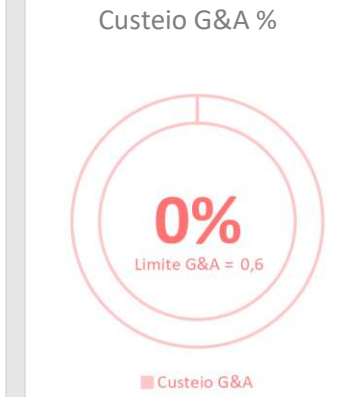 Custeio G&A %
0%
Limite G&A = 0,6
Custeio G&A